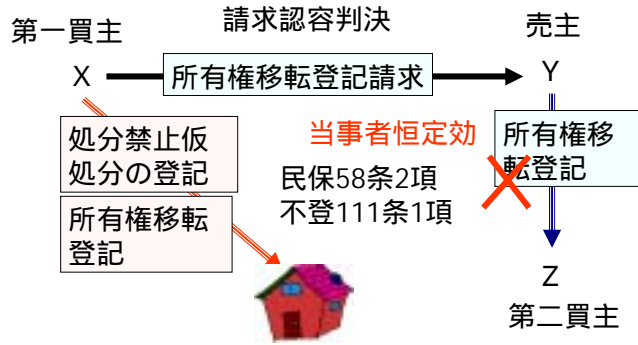 請求認容判決
第一買主
売主
X
所有権移転登記請求
Y
処分禁止仮
処分の登記
当事者恒定効
所有権移
転登記
民保58条2項
不登111条1項
所有権移転
登記
Z
第二買主